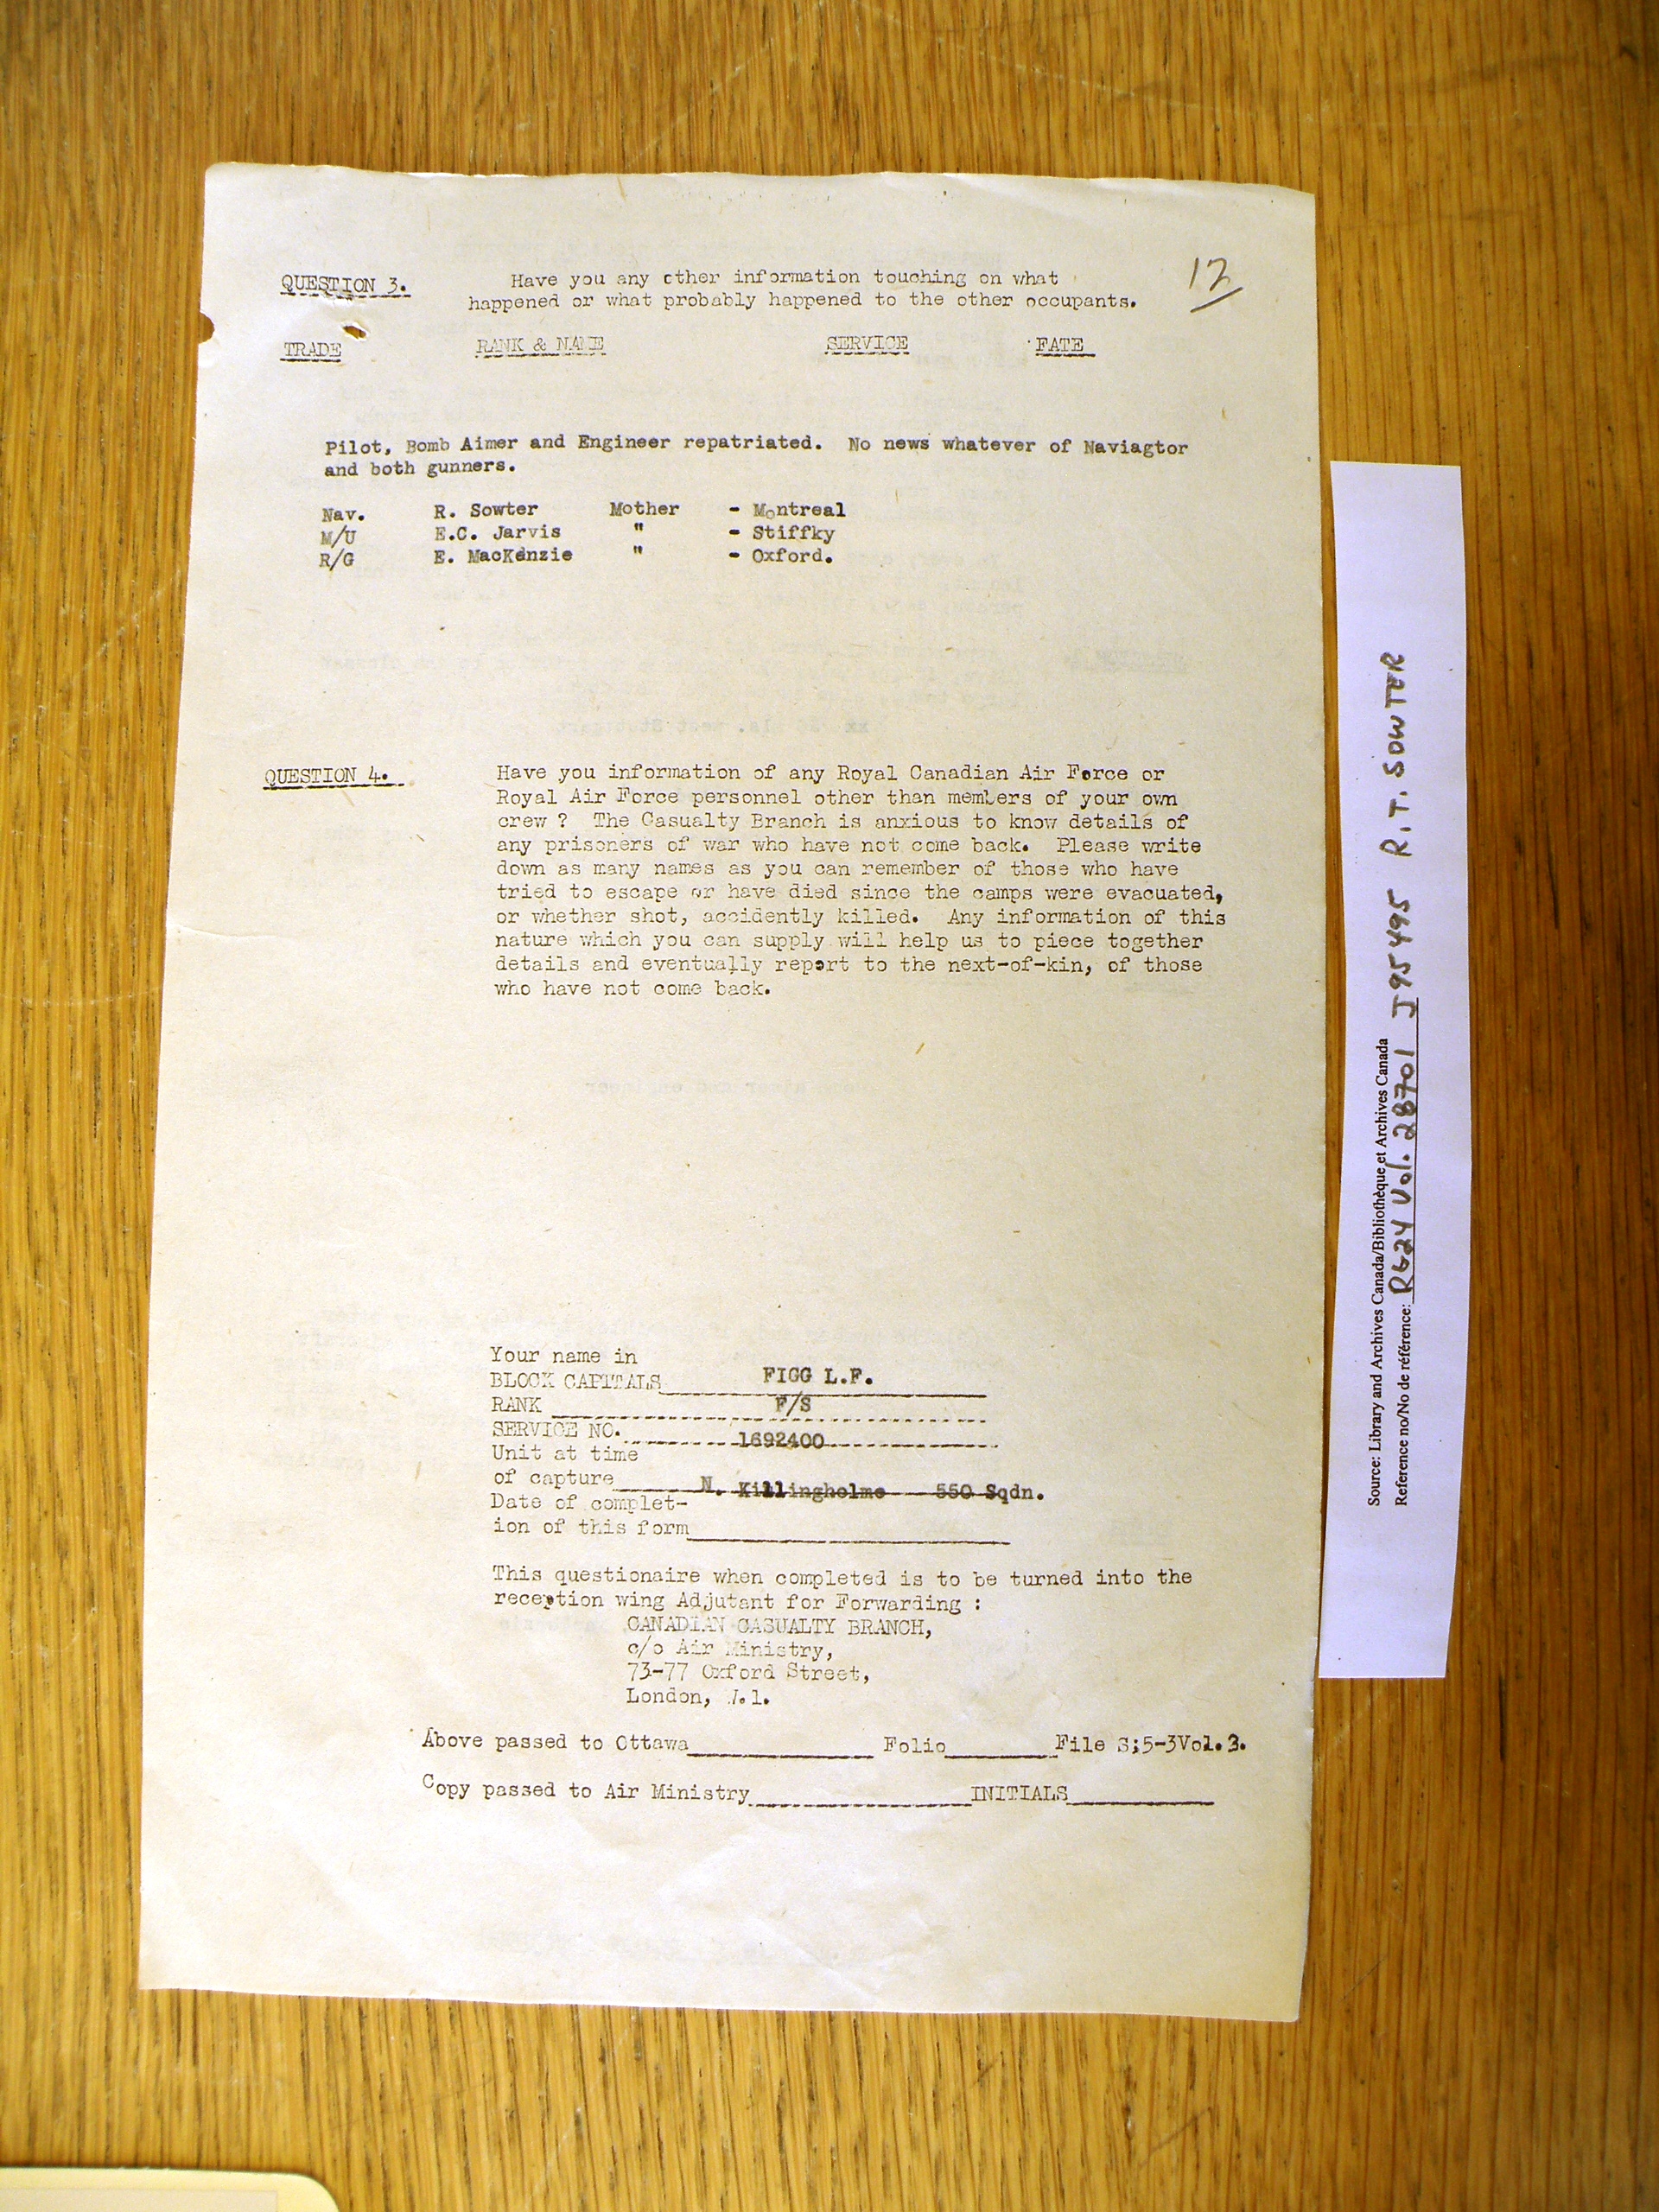 12
QUESTION 3. Have you any other information touching on what
happened or what probably happened to the other occupants.
TRADE RANK & NAME SERVICE FATE
Pilot, Bomb Aimer and Engineer repatriated. No news whatever of Naviagtor
and both gunners.
Nav. R. Sowter Mother - Montreal
M/U E.C. Jarvis " - Stiffky
R/G E. MacKenzie " - Oxford.
QUESTION 4. Have you information of any Royal Canadian Air Force or
Royal Air Force personnel other than members of your own
crew ? The Casualty Branch is anxious to know details of
any prisoners of war who have not come back. Please write
down as many names as you can remember of those who have
tried to escape or have died since the camps were evacuated,
or whether shot, accidently killed. Any information of this
nature which you can supply will help us to piece together
details and eventually report to the next-of-kin, of those
who have not come back.
Your name in
BLOCK CAPITALS FIGG L.F.
RANK F/S
SERVICE NO. 1692400
Unit at time
of capture N. Killingholme 550 Sqdn.
Date of complet-
ion of this form
This questionaire when completed is to be turned into the
reception wing Adjutant for Forwarding :
CANADIAN CASUALTY BRANCH,
c/o Air Ministry,
73-77 Oxford Street,
London, W.1.
Above passed to Ottawa Folio File S;5-3Vol.3.
Copy passed to Air Ministry INITIALS
Source: Library and Archives Canada/Bibliothèque et Archives Canada
Reference no/No de référence: RG24 Vol. 28701 J95495 R.T. SOWTER